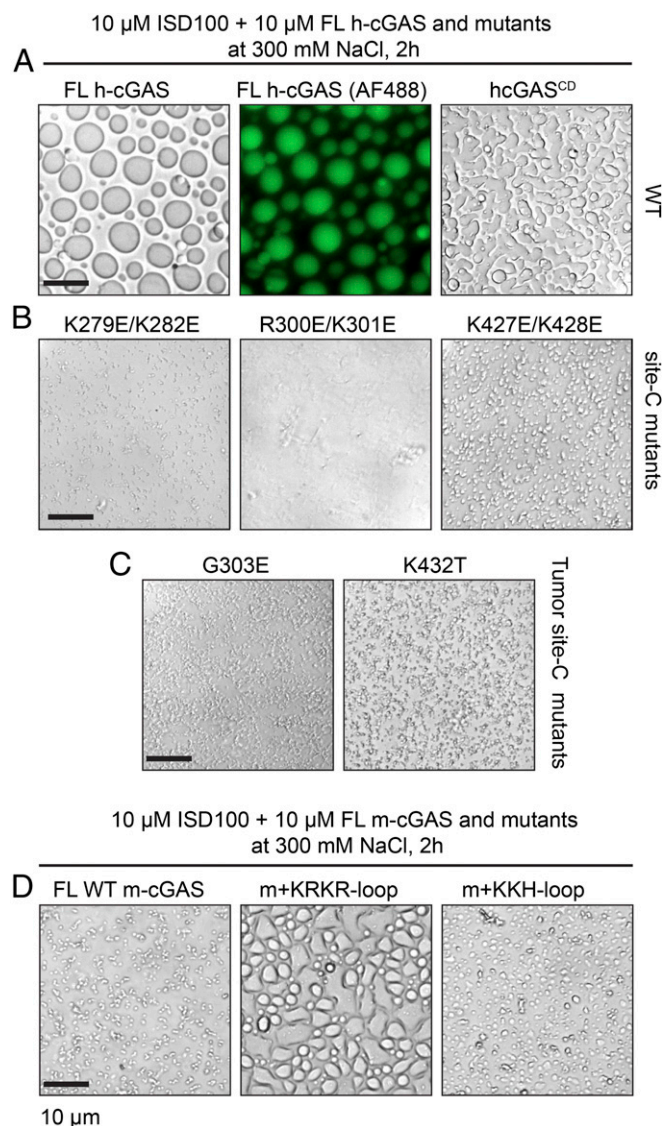 10 µM ISD100 + 10 µM FL h-cGAS and mutants
at 300 mM NaCl, 2h
A
FL h-cGAS
FL h-cGAS (AF488)
hcGASᶜᴰ
WT
B
K279E/K282E
R300E/K301E
K427E/K428E
site-C mutants
C
G303E
K432T
Tumor site-C
mutants
10 µM ISD100 + 10 µM FL m-cGAS and mutants
at 300 mM NaCl, 2h
D
FL WT m-cGAS
m+KRKR-loop
m+KKH-loop
10 µm